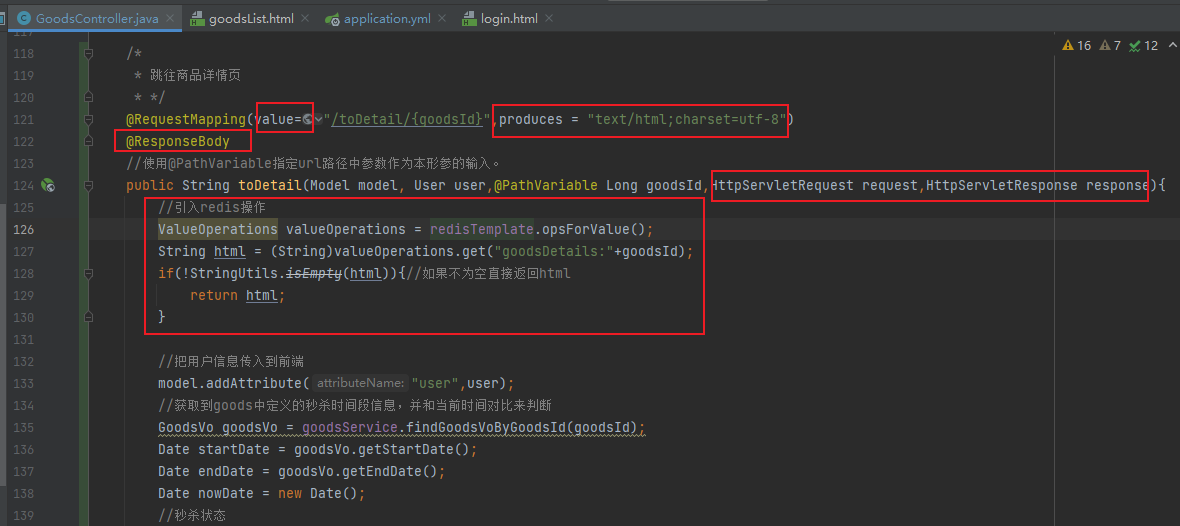 GoodsController.java goodsList.html application.yml login.html
16 7 12
118 /*
119 * 跳往商品详情页
120 * */
121 @RequestMapping(value="/toDetail/{goodsId}",produces = "text/html;charset=utf-8")
122 @ResponseBody
123 //使用@PathVariable指定url路径中参数作为本形参的输入。
124 public String toDetail(Model model, User user,@PathVariable Long goodsId,HttpServletRequest request,HttpServletResponse response){
125 //引入redis操作
126 ValueOperations valueOperations = redisTemplate.opsForValue();
127 String html = (String)valueOperations.get("goodsDetails:"+goodsId);
128 if(!StringUtils.isEmpty(html)){//如果不为空直接返回html
129 return html;
130 }
131
132 //把用户信息传入到前端
133 model.addAttribute( attributeName: "user",user);
134 //获取到goods中定义的秒杀时间段信息，并和当前时间对比来判断
135 GoodsVo goodsVo = goodsService.findGoodsVoByGoodsId(goodsId);
136 Date startDate = goodsVo.getStartDate();
137 Date endDate = goodsVo.getEndDate();
138 Date nowDate = new Date();
139 //秒杀状态